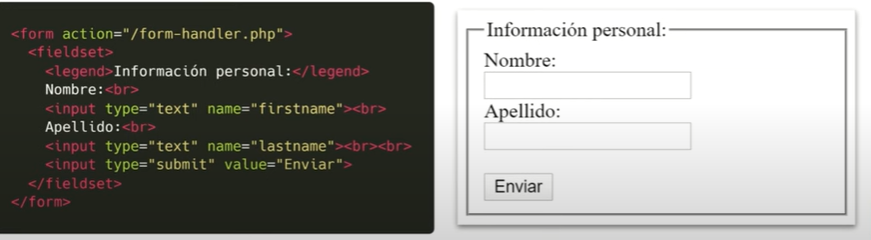 <form action="/form-handler.php">
<fieldset>
<legend>Información personal:</legend>
Nombre:<br>
<input type="text" name="firstname"><br>
Apellido:<br>
<input type="text" name="lastname"><br><br>
<input type="submit" value="Enviar">
</fieldset>
</form>
Información personal:
Nombre:
Apellido:
Enviar